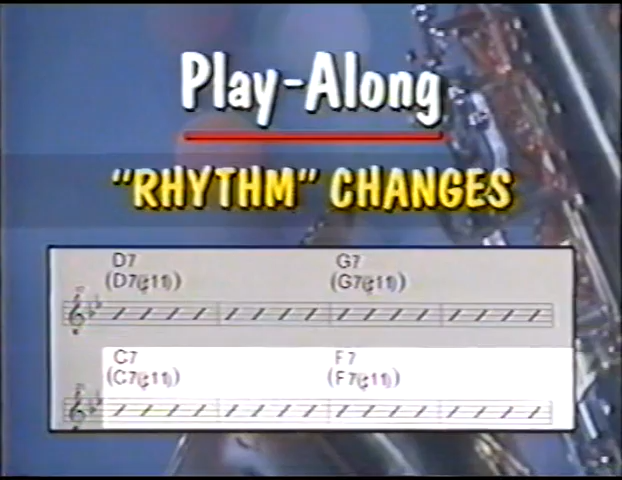 Play-Along
"RHYTHM" CHANGES
D7 G7
(D7(♯11)) (G7(♯11))
C7 F7
(C7(♯11)) (F7(♯11))